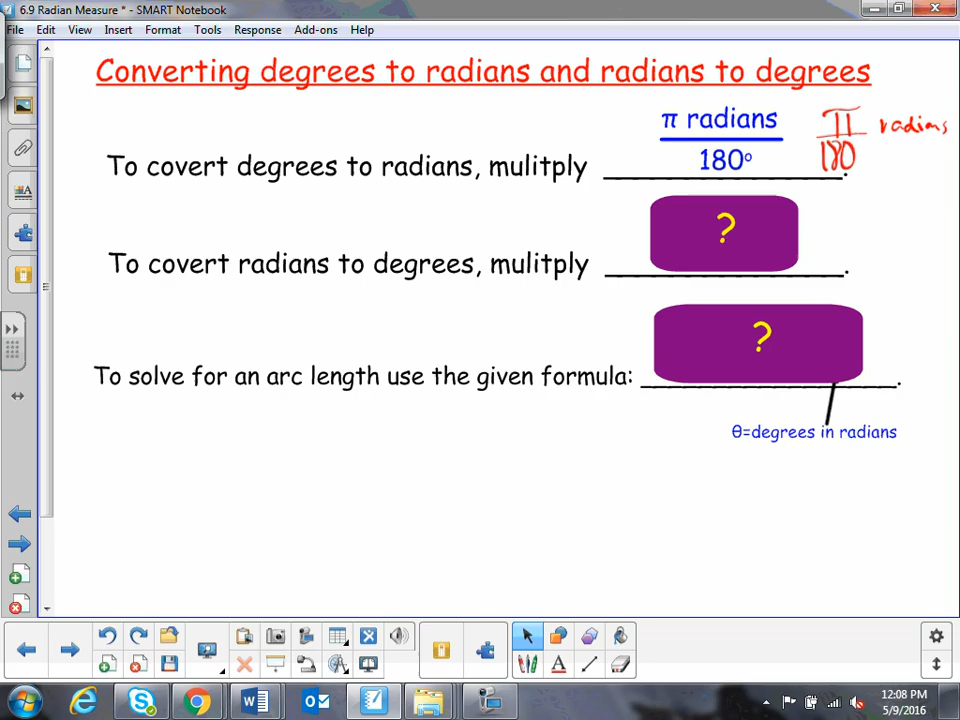 6.9 Radian Measure * - SMART Notebook
File Edit View Insert Format Tools Response Add-ons Help
Converting degrees to radians and radians to degrees
π radians
180°
π radians
180
To covert degrees to radians, mulitply ____________.
?
To covert radians to degrees, mulitply ____________.
?
To solve for an arc length use the given formula: ____________.
θ=degrees in radians
12:08 PM
5/9/2016